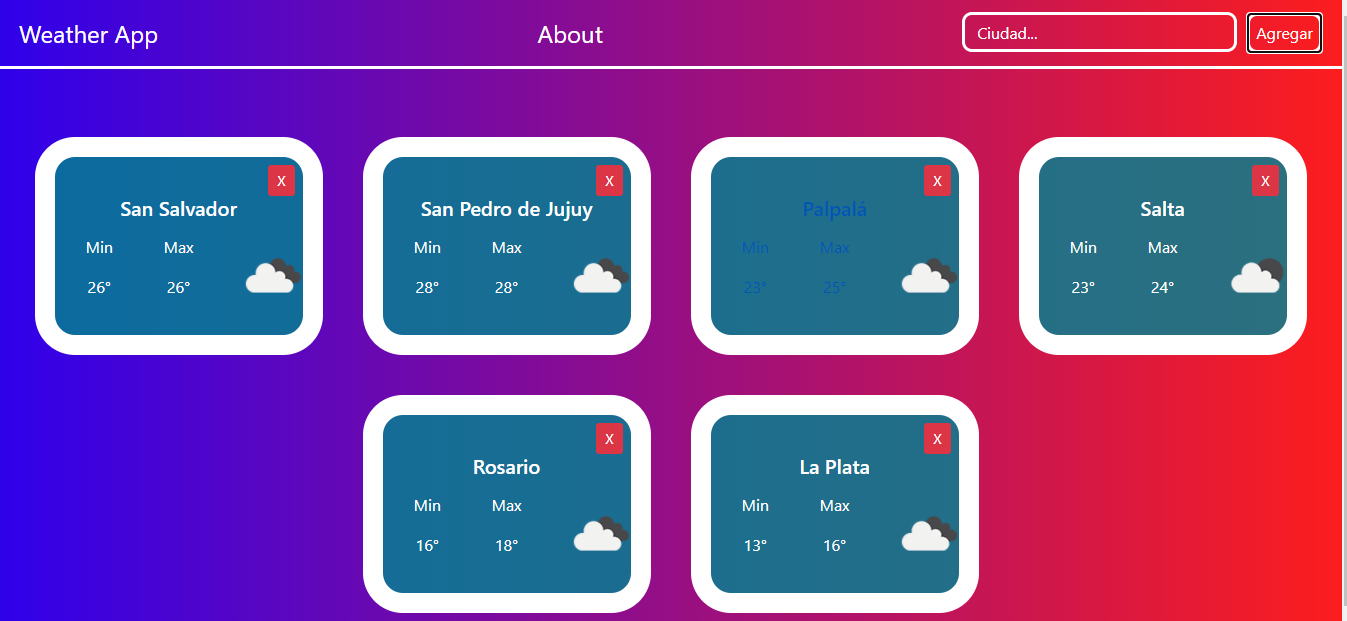 Weather App
About
Ciudad...
Agregar
X
San Salvador
Min Max
26° 26°
X
San Pedro de Jujuy
Min Max
28° 28°
X
Palpalá
Min Max
23° 25°
X
Salta
Min Max
23° 24°
X
Rosario
Min Max
16° 18°
X
La Plata
Min Max
13° 16°